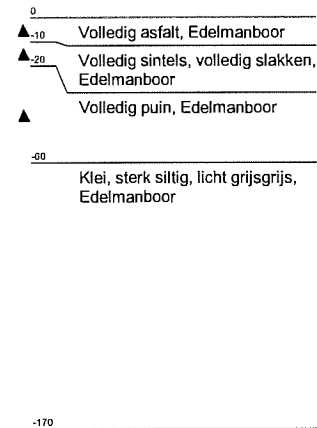 0
-10
Volledig asfalt, Edelmanboor
-20
Volledig sintels, volledig slakken,
Edelmanboor
Volledig puin, Edelmanboor
-60
Klei, sterk siltig, licht grijsgrijs,
Edelmanboor
-170